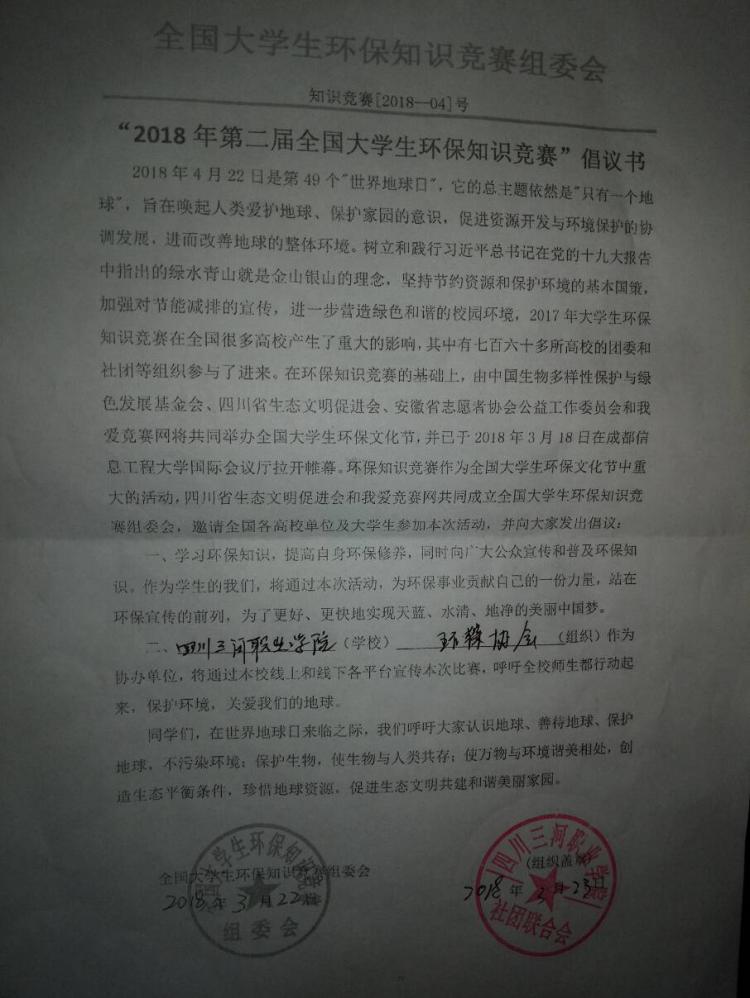 全国大学生环保知识竞赛组委会
知识竞赛[2018—04]号
“2018 年第二届全国大学生环保知识竞赛”倡议书
2018 年 4 月 22 日是第 49 个"世界地球日"，它的总主题依然是"只有一个地
球"，旨在唤起人类爱护地球、保护家园的意识，促进资源开发与环境保护的协
调发展，进而改善地球的整体环境。树立和践行习近平总书记在党的十九大报告
中指出的绿水青山就是金山银山的理念，坚持节约资源和保护环境的基本国策，
加强对节能减排的宣传，进一步营造绿色和谐的校园环境，2017 年大学生环保
知识竞赛在全国很多高校产生了重大的影响，其中有七百六十多所高校的团委和
社团等组织参与了进来。在环保知识竞赛的基础上，由中国生物多样性保护与绿
色发展基金会、四川省生态文明促进会、安徽省志愿者协会公益工作委员会和我
爱竞赛网将共同举办全国大学生环保文化节，并已于 2018 年 3 月 18 日在成都信
息工程大学国际会议厅拉开帷幕。环保知识竞赛作为全国大学生环保文化节中重
大的活动，四川省生态文明促进会和我爱竞赛网共同成立全国大学生环保知识竞
赛组委会，邀请全国各高校单位及大学生参加本次活动，并向大家发出倡议：
一、学习环保知识，提高自身环保修养，同时向广大公众宣传和普及环保知
识。作为学生的我们，将通过本次活动，为环保事业贡献自己的一份力量，站在
环保宣传的前列，为了更好、更快地实现天蓝、水清、地净的美丽中国梦。
二、四川三河职业学院（学校）环森协会（组织）作为
协办单位，将通过本校线上和线下各平台宣传本次比赛，呼吁全校师生都行动起
来，保护环境，关爱我们的地球。
同学们，在世界地球日来临之际，我们呼吁大家认识地球、善待地球、保护
地球，不污染环境；保护生物，使生物与人类共存；使万物与环境谐美相处，创
造生态平衡条件，珍惜地球资源，促进生态文明共建和谐美丽家园。
全国大学生环保知识竞赛组委会
2018 年 3 月 22 日
全国大学生环保知识竞赛
组委会
（组织盖章）
2018 年 3 月 23 日
四川三河职业学院
社团联合会